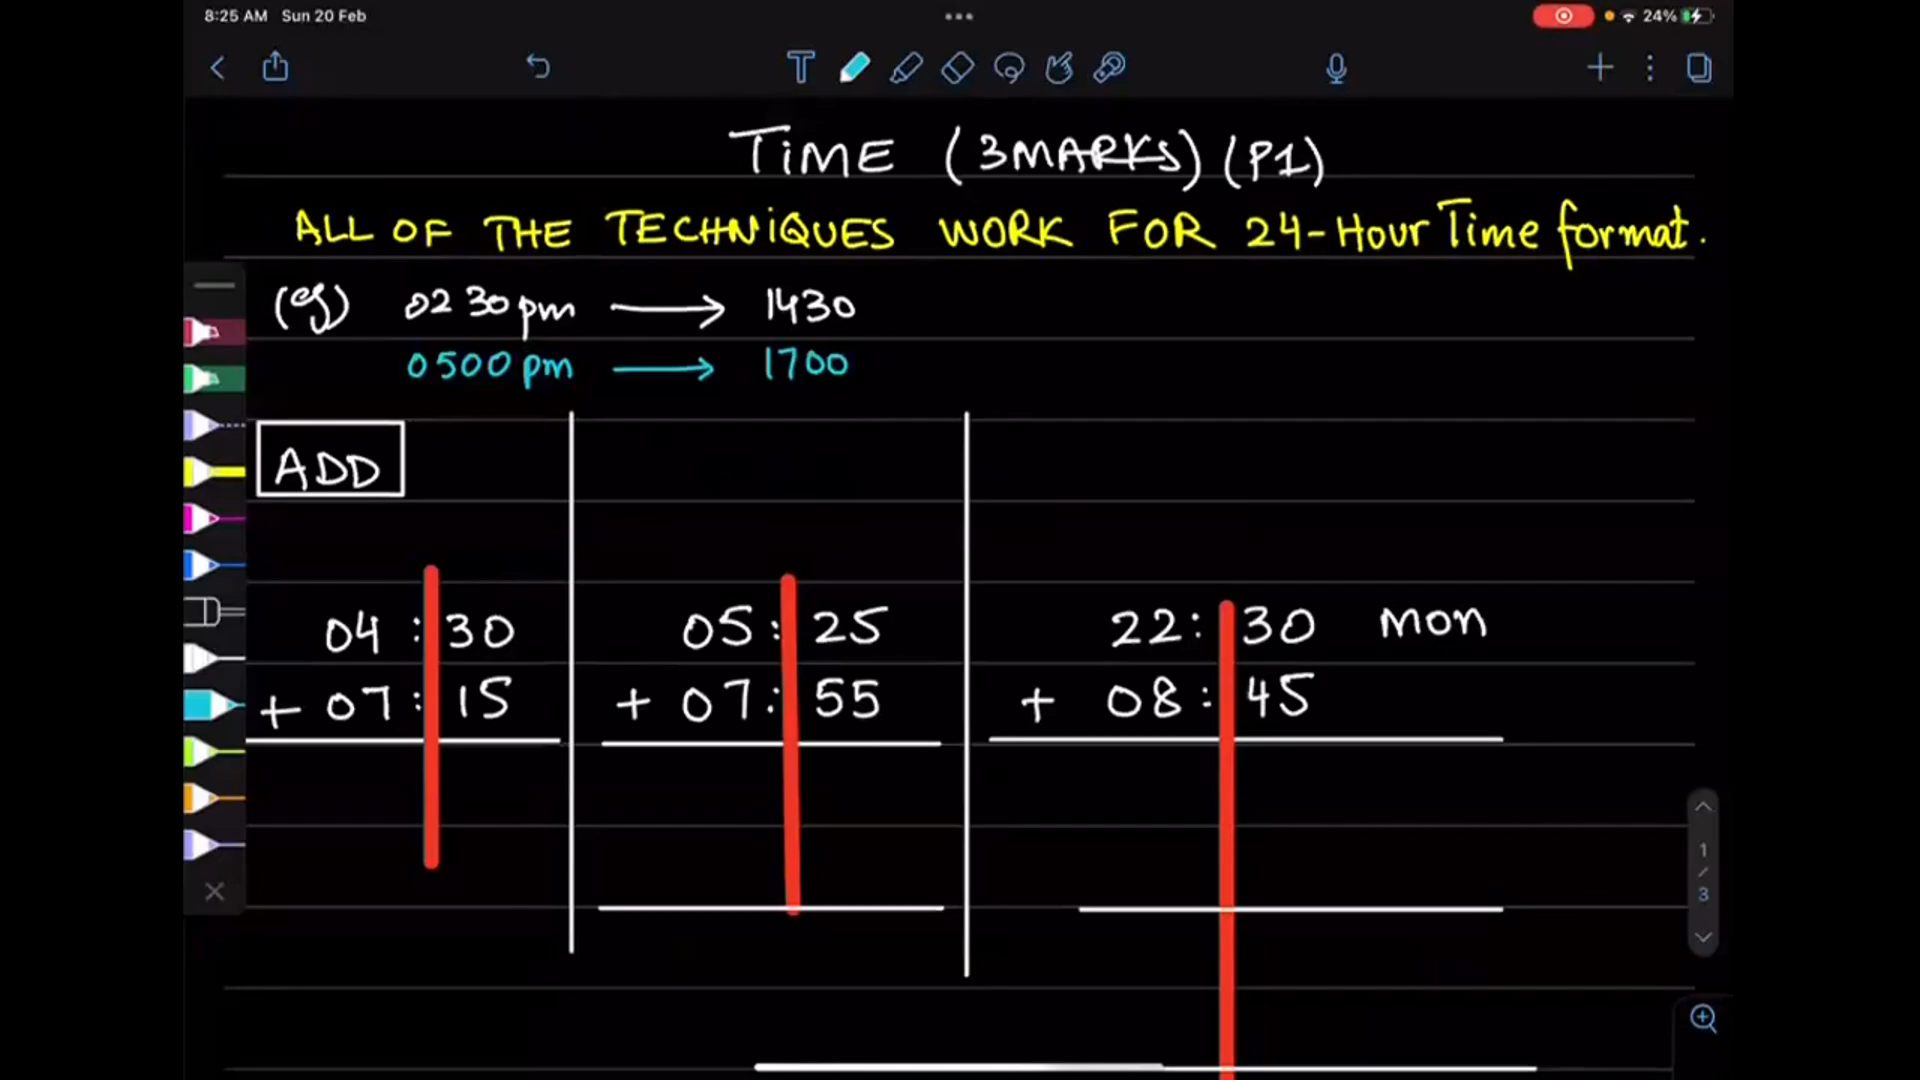 8:25 AM Sun 20 Feb
24%
TiME (3MARKS) (P1)
ALL OF THE TECHNiQUES WORK FOR 24-Hour Time format.
(eg) 02 30 pm → 1430
0500 pm → 1700
ADD
04 : 30
+ 07 : 15
05 : 25
+ 07 : 55
22 : 30 mon
+ 08 : 45
1
/
3